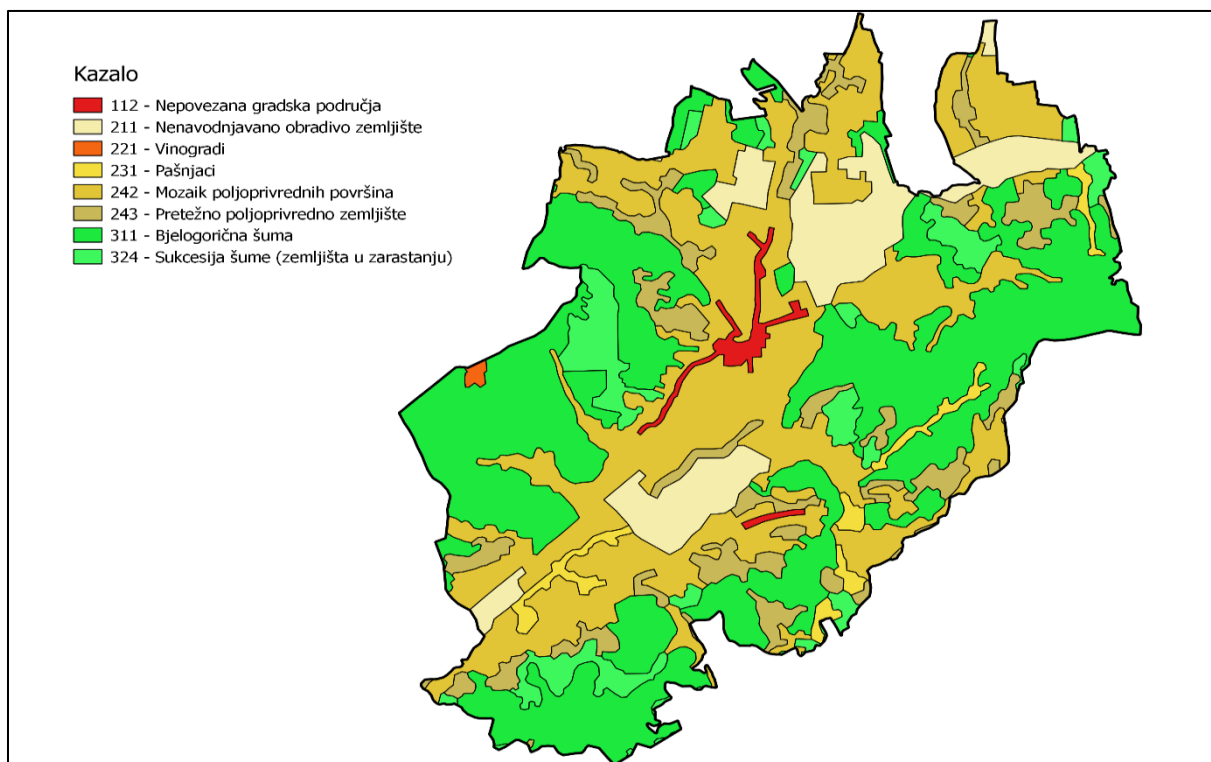 Kazalo
112 - Nepovezana gradska područja
211 - Nenavodnjavano obradivo zemljište
221 - Vinogradi
231 - Pašnjaci
242 - Mozaik poljoprivrednih površina
243 - Pretežno poljoprivredno zemljište
311 - Bjelogorična šuma
324 - Sukcesija šume (zemljišta u zarastanju)